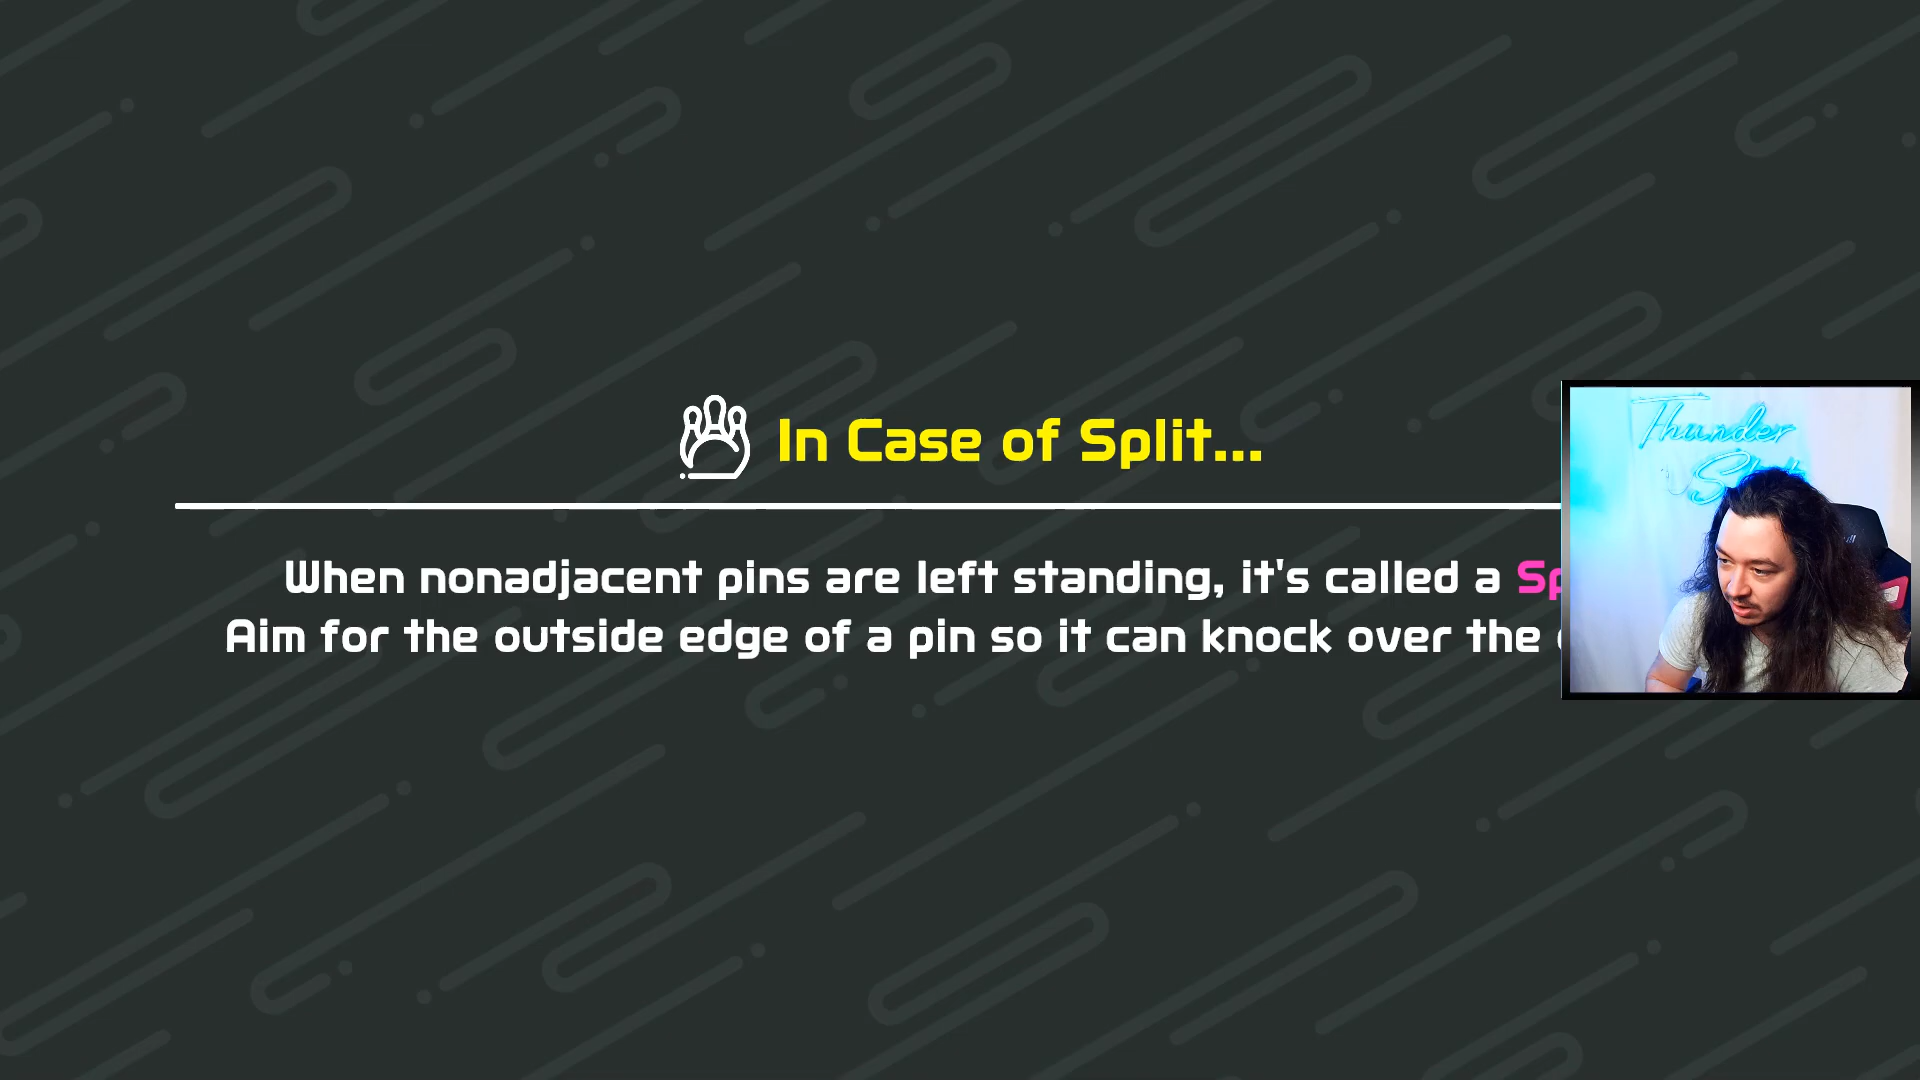 In Case of Split...
When nonadjacent pins are left standing, it's called a
Aim for the outside edge of a pin so it can knock over the
Thunder